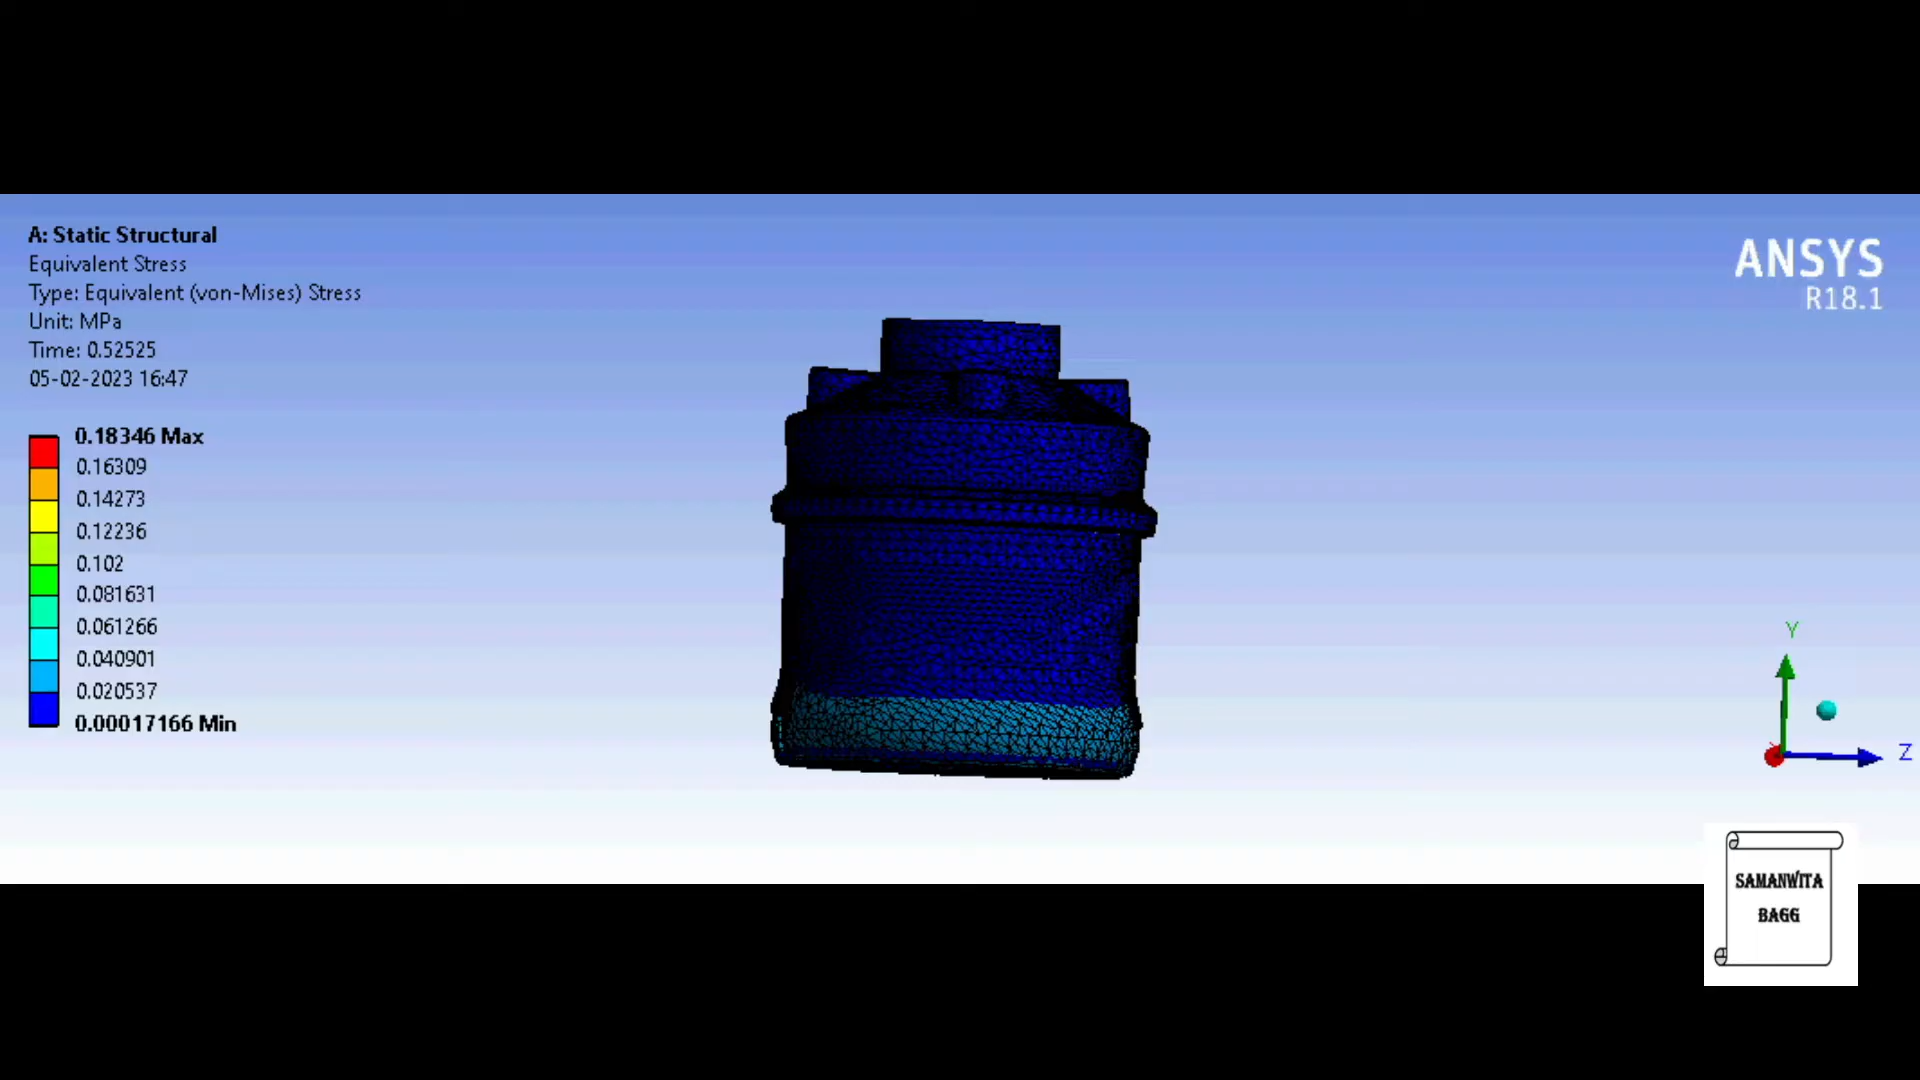 A: Static Structural
Equivalent Stress
Type: Equivalent (von-Mises) Stress
Unit: MPa
Time: 0.52525
05-02-2023 16:47
0.18346 Max
0.16309
0.14273
0.12236
0.102
0.081631
0.061266
0.040901
0.020537
0.00017166 Min
ANSYS
R18.1
Y
Z
SAMANWITA
BAGG